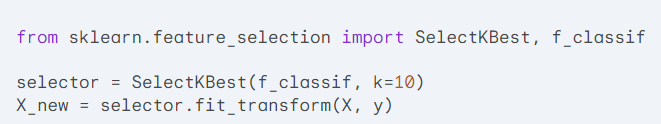 from sklearn.feature_selection import SelectKBest, f_classif
selector = SelectKBest(f_classif, k=10)
X_new = selector.fit_transform(X, y)